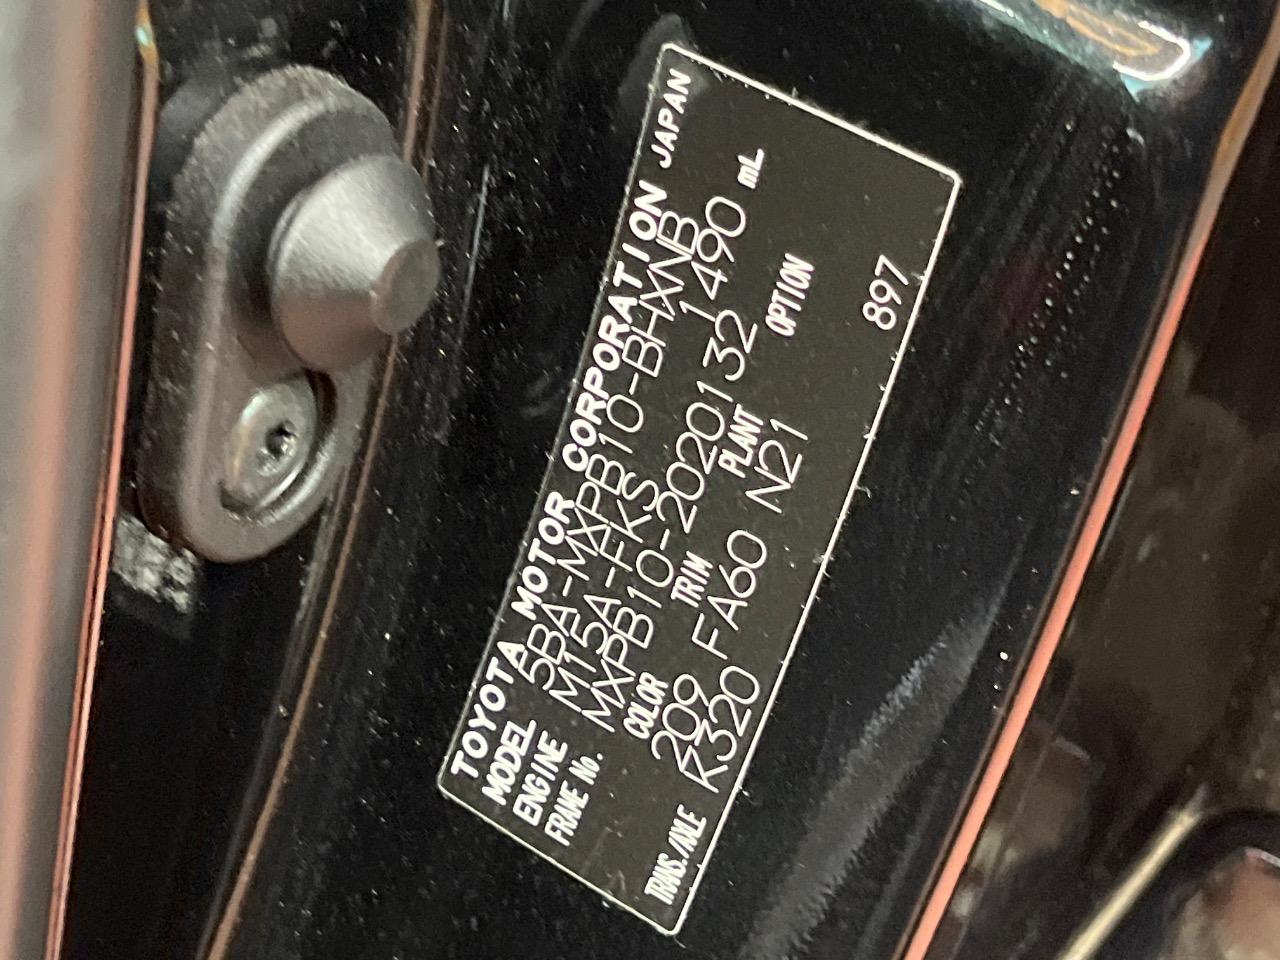 TOYOTA MOTOR CORPORATION JAPAN
MODEL 5BA-MXPB10-BHXNB
ENGINE M15A-FKS 1490 mL
FRAME No. MXPB10-2020132
COLOR TRIM PLANT OPTION
209 FA60 N21
TRANS./AXLE R320 897